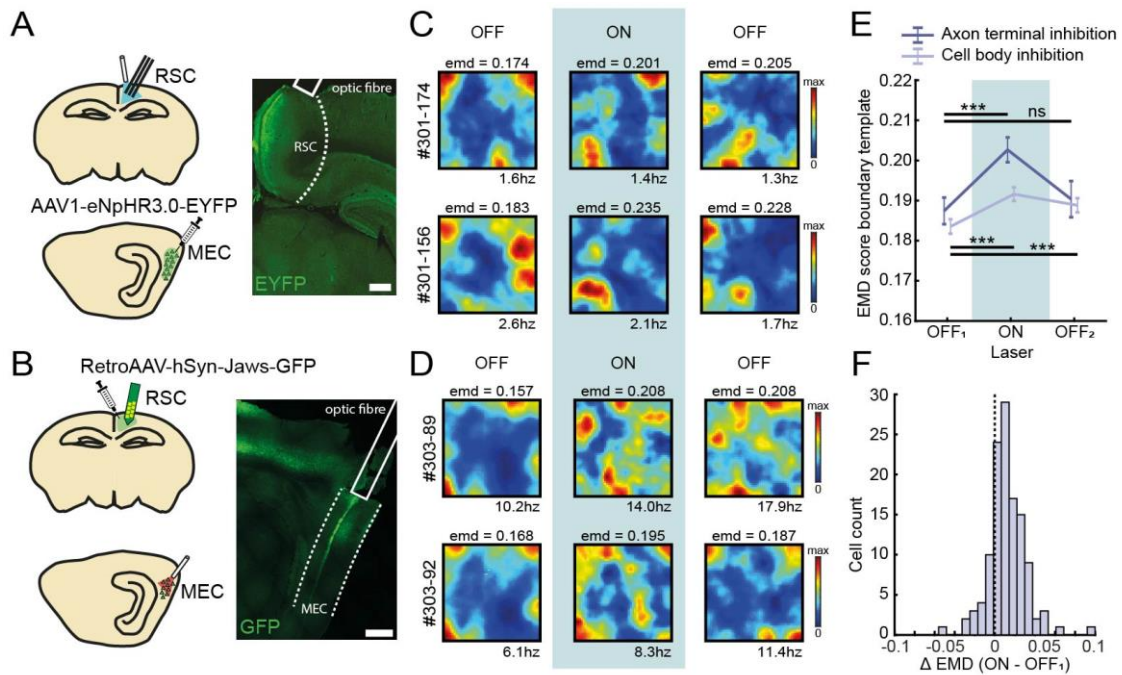 A
RSC
AAV1-eNpHR3.0-EYFP
MEC
optic fibre
RSC
EYFP
B
RetroAAV-hSyn-Jaws-GFP
RSC
MEC
optic fibre
MEC
GFP
C
OFF ON OFF
#301-174
emd = 0.174 emd = 0.201 emd = 0.205
max
0
1.6hz 1.4hz 1.3hz
#301-156
emd = 0.183 emd = 0.235 emd = 0.228
max
0
2.6hz 2.1hz 1.7hz
D
OFF ON OFF
#303-89
emd = 0.157 emd = 0.208 emd = 0.208
max
0
10.2hz 14.0hz 17.9hz
#303-92
emd = 0.168 emd = 0.195 emd = 0.187
max
0
6.1hz 8.3hz 11.4hz
E
Axon terminal inhibition
Cell body inhibition
EMD score boundary template
0.22
0.21
0.20
0.19
0.18
0.17
0.16
*** ns
*** ***
OFF₁ ON OFF₂
Laser
F
Cell count
30
25
20
15
10
5
0
-0.1 -0.05 0 0.05 0.1
Δ EMD (ON - OFF₁)